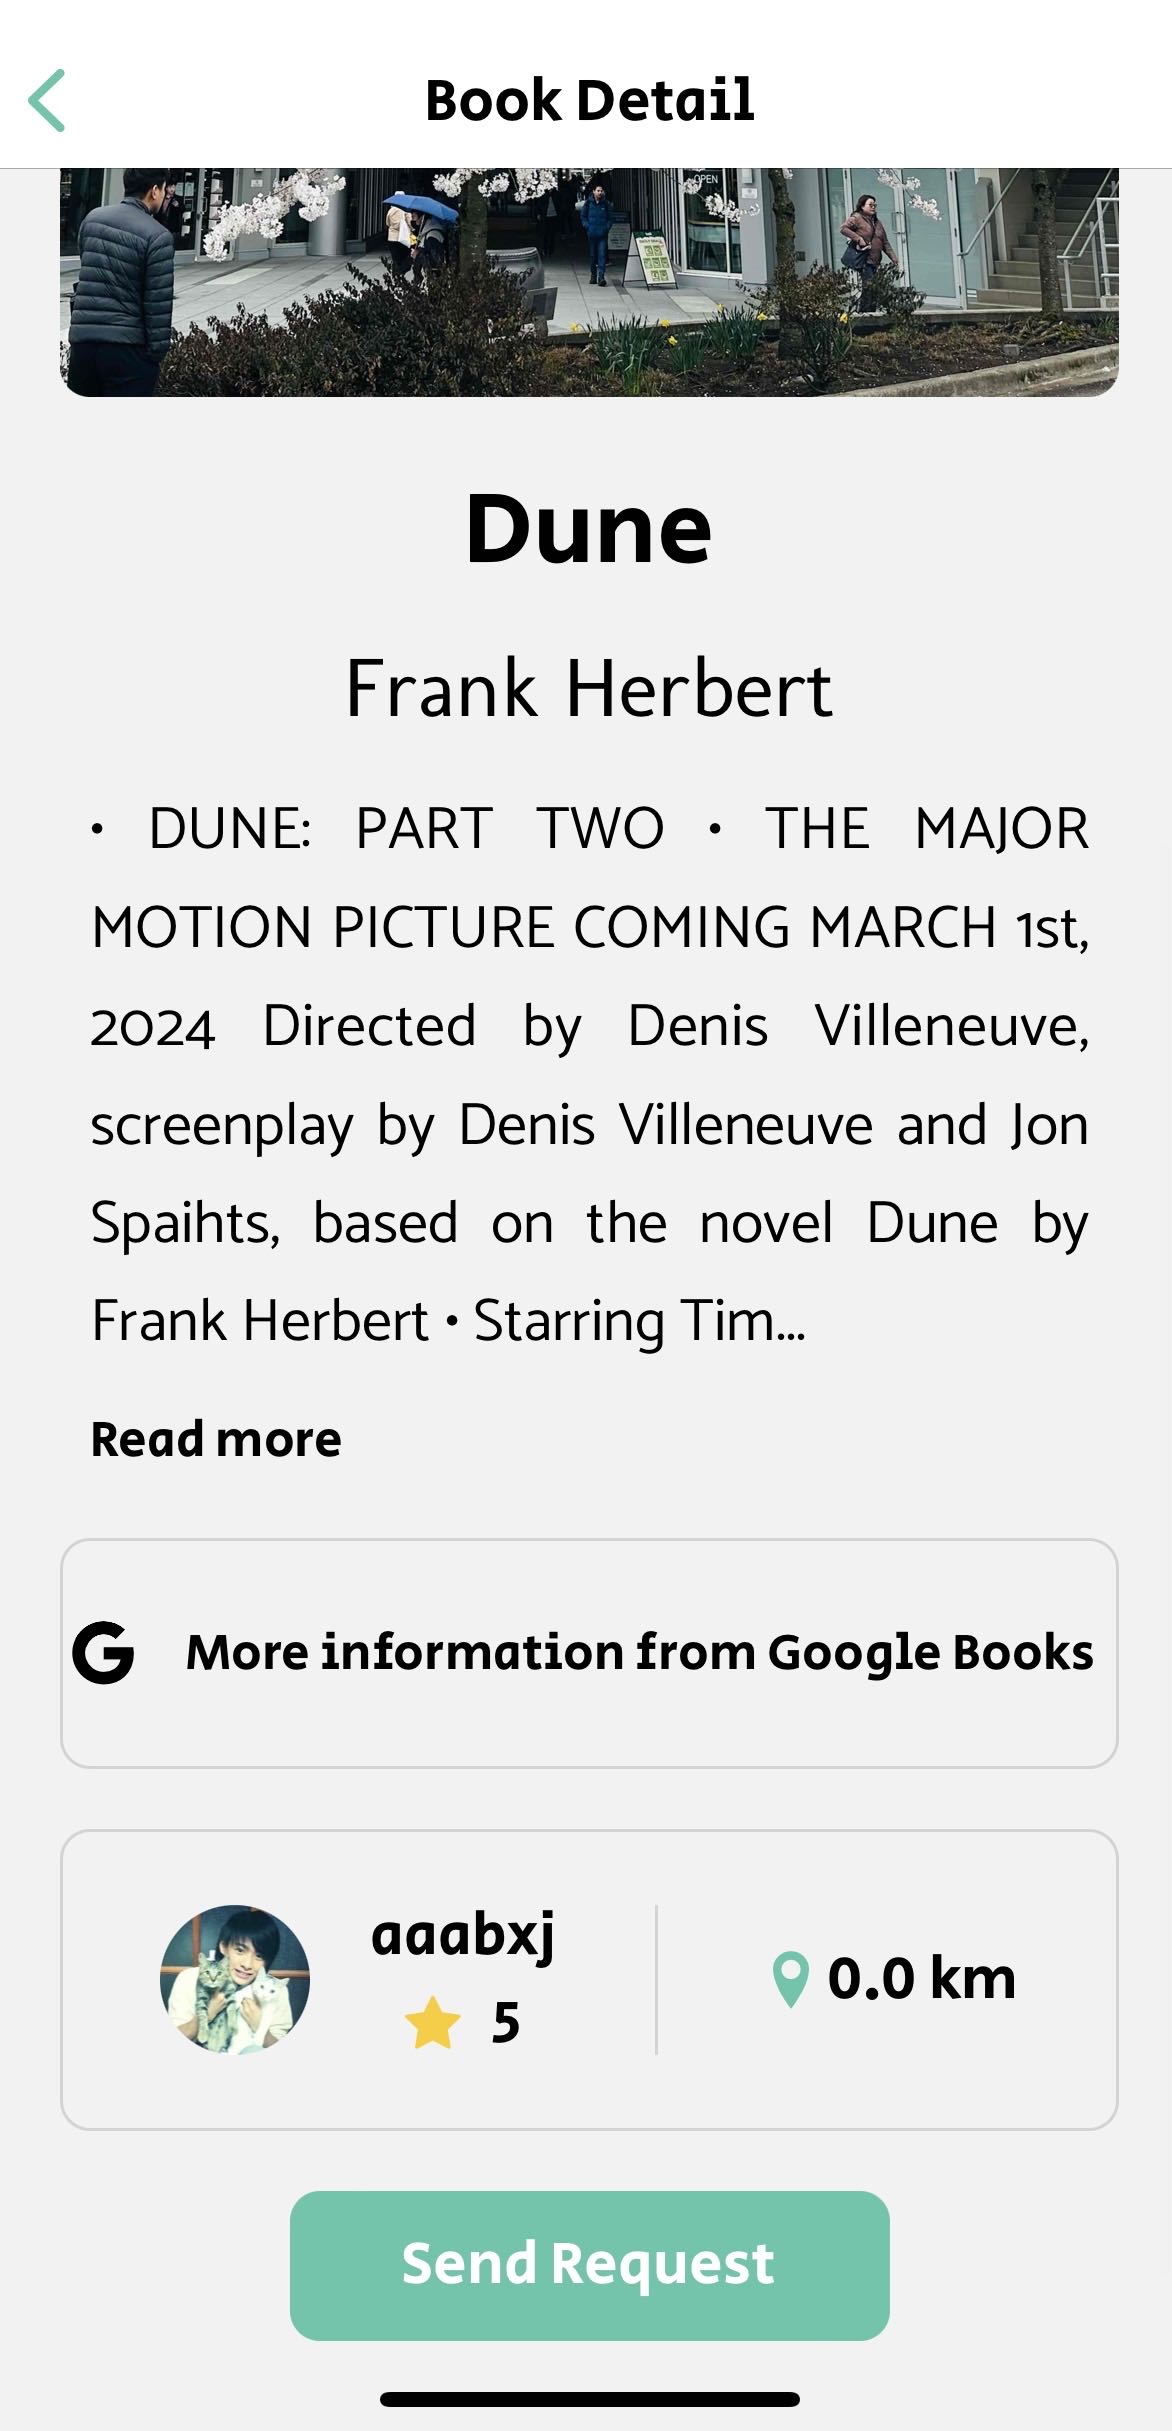 Book Detail
OPEN
Dune
Frank Herbert
• DUNE: PART TWO • THE MAJOR
MOTION PICTURE COMING MARCH 1st,
2024 Directed by Denis Villeneuve,
screenplay by Denis Villeneuve and Jon
Spaihts, based on the novel Dune by
Frank Herbert • Starring Tim...
Read more
G More information from Google Books
aaabxj
5
0.0 km
Send Request